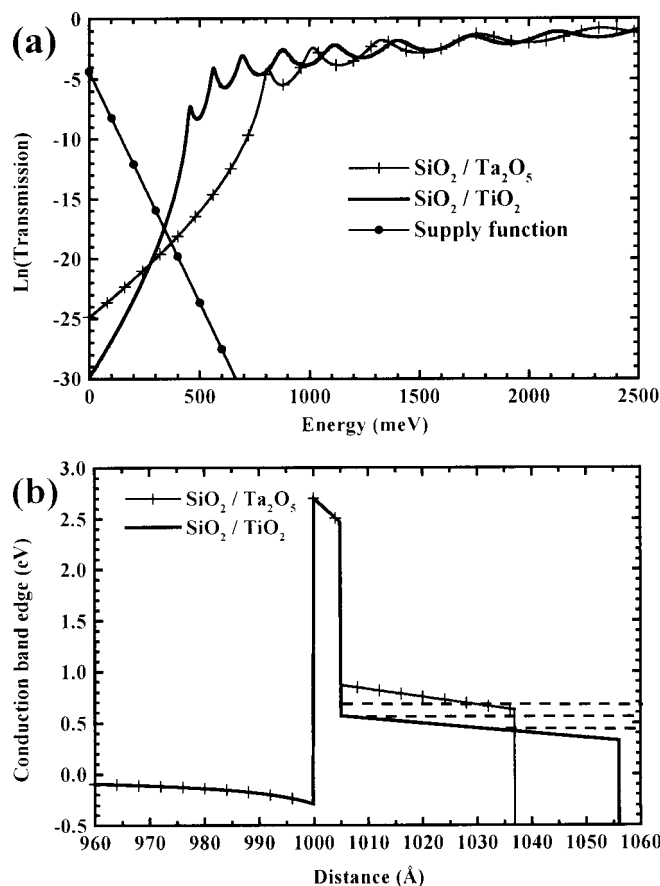 (a)
0
-5
-10
-15
-20
-25
-30
Ln(Transmission)
SiO₂ / Ta₂O₅
SiO₂ / TiO₂
Supply function
0 500 1000 1500 2000 2500
Energy (meV)
(b)
3.0
2.5
2.0
1.5
1.0
0.5
0.0
-0.5
Conduction band edge (eV)
SiO₂ / Ta₂O₅
SiO₂ / TiO₂
960 970 980 990 1000 1010 1020 1030 1040 1050 1060
Distance (Å)